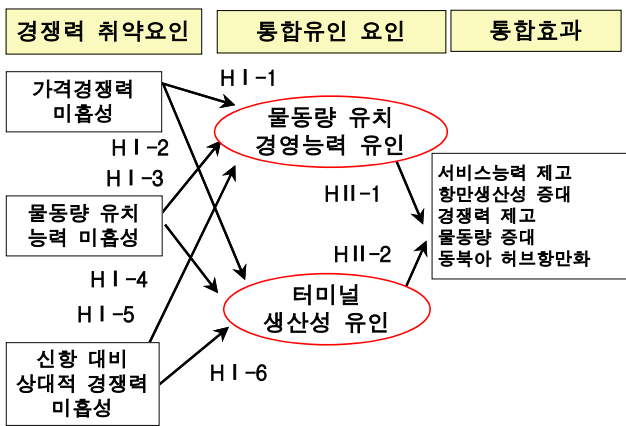 경쟁력 취약요인
통합유인 요인
통합효과
가격경쟁력
미흡성
HⅠ-1
물동량 유치
경영능력 유인
HⅠ-2
HⅠ-3
물동량 유치
능력 미흡성
HⅡ-1
서비스능력 제고
항만생산성 증대
경쟁력 제고
물동량 증대
동북아 허브항만화
HⅡ-2
HⅠ-4
HⅠ-5
터미널
생산성 유인
신항 대비
상대적 경쟁력
미흡성
HⅠ-6